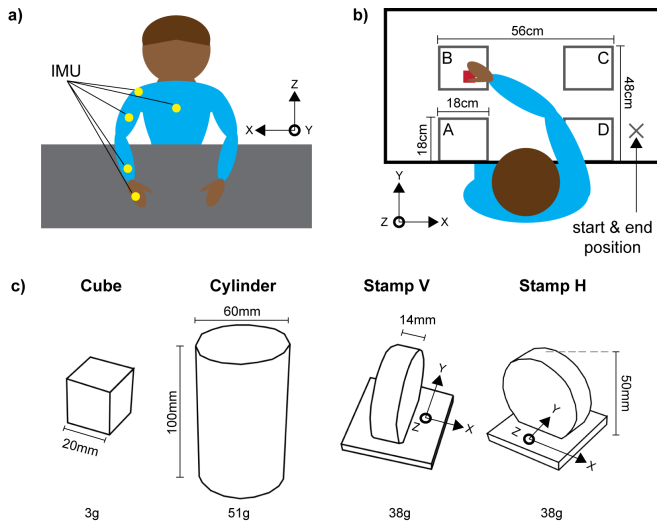 a)
IMU
Z
X
Y
b)
56cm
B
C
48cm
18cm
A
D
18cm
Y
Z
X
start & end
position
c)
Cube
Cylinder
Stamp V
Stamp H
60mm
14mm
100mm
50mm
20mm
Y
Z
X
Y
Z
X
3g
51g
38g
38g